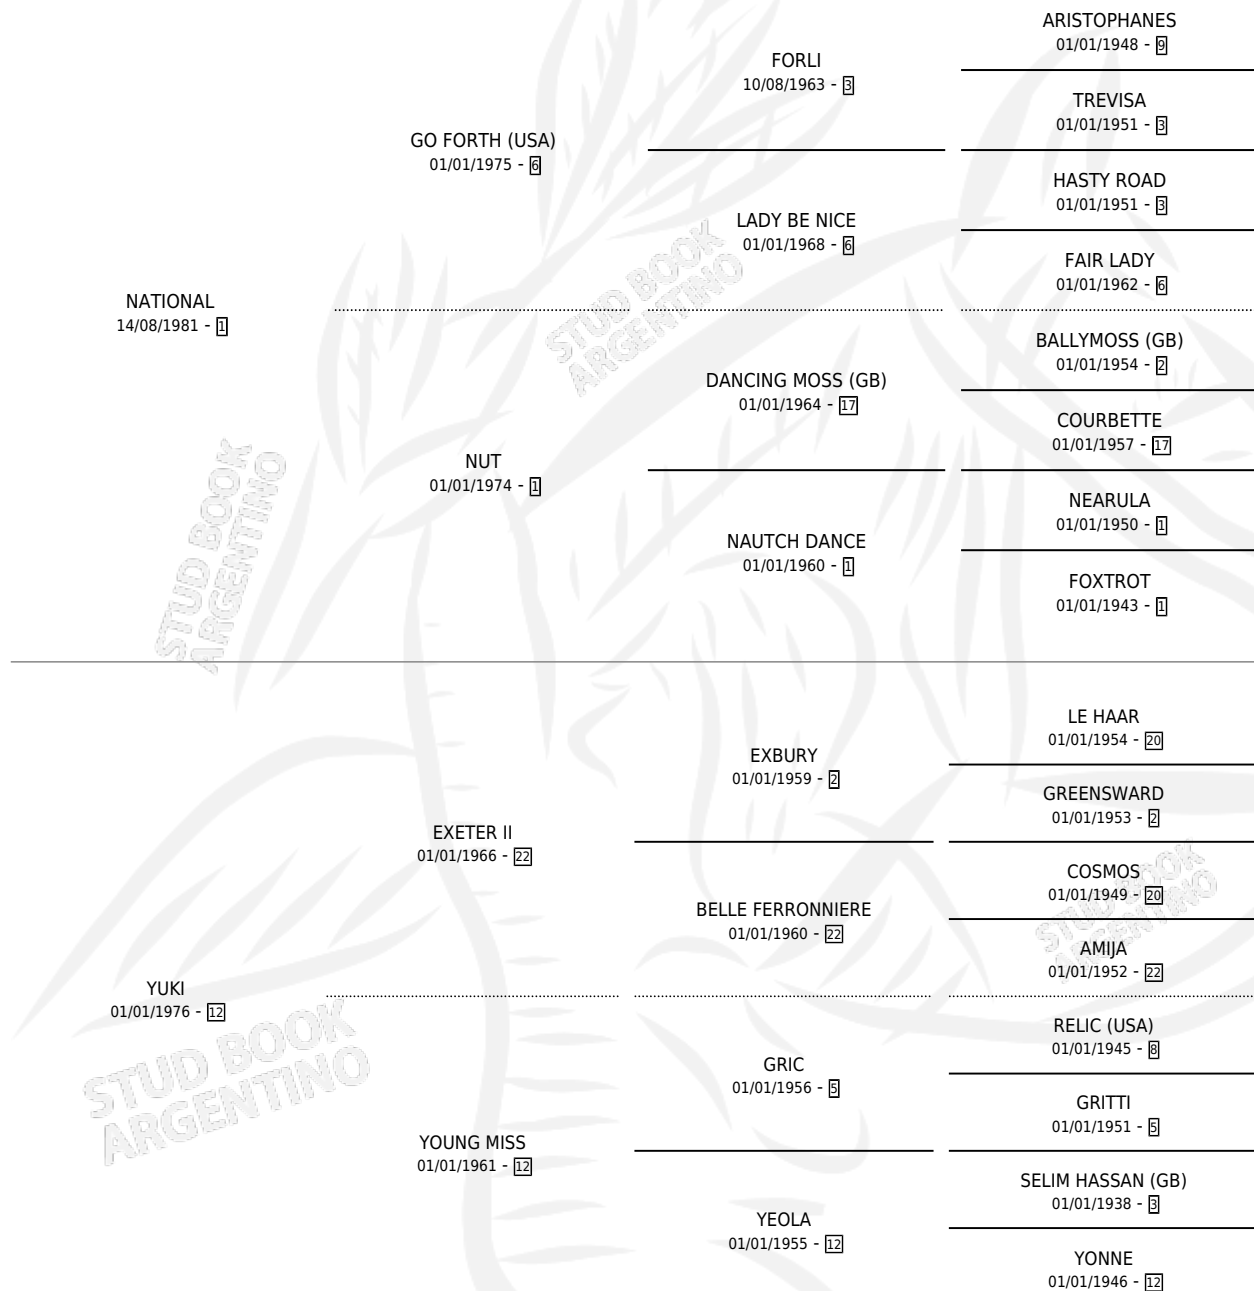 ARISTOPHANES
01/01/1948 - 9
FORLI
10/08/1963 - 3
TREVISA
01/01/1951 - 3
GO FORTH (USA)
01/01/1975 - 6
HASTY ROAD
01/01/1951 - 3
LADY BE NICE
01/01/1968 - 6
FAIR LADY
01/01/1962 - 6
NATIONAL
14/08/1981 - 1
BALLYMOSS (GB)
01/01/1954 - 2
DANCING MOSS (GB)
01/01/1964 - 17
COURBETTE
01/01/1957 - 17
NUT
01/01/1974 - 1
NEARULA
01/01/1950 - 1
NAUTCH DANCE
01/01/1960 - 1
FOXTROT
01/01/1943 - 1
LE HAAR
01/01/1954 - 20
EXBURY
01/01/1959 - 2
GREENSWARD
01/01/1953 - 2
EXETER II
01/01/1966 - 22
COSMOS
01/01/1949 - 20
BELLE FERRONNIERE
01/01/1960 - 22
AMIJA
01/01/1952 - 22
YUKI
01/01/1976 - 12
RELIC (USA)
01/01/1945 - 8
GRIC
01/01/1956 - 5
GRITTI
01/01/1951 - 5
YOUNG MISS
01/01/1961 - 12
SELIM HASSAN (GB)
01/01/1938 - 3
YEOLA
01/01/1955 - 12
YONNE
01/01/1946 - 12
STUD BOOK
ARGENTINO
STUD BOOK
ARGENTINO
STUD BOOK
ARGENTINO
STUD BOOK
ARGENTINO